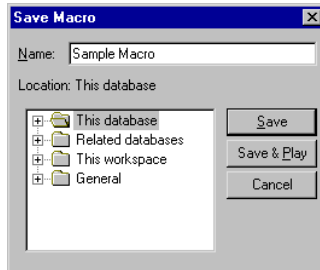 Save Macro
Name: Sample Macro
Location: This database
This database
Related databases
This workspace
General
Save
Save & Play
Cancel